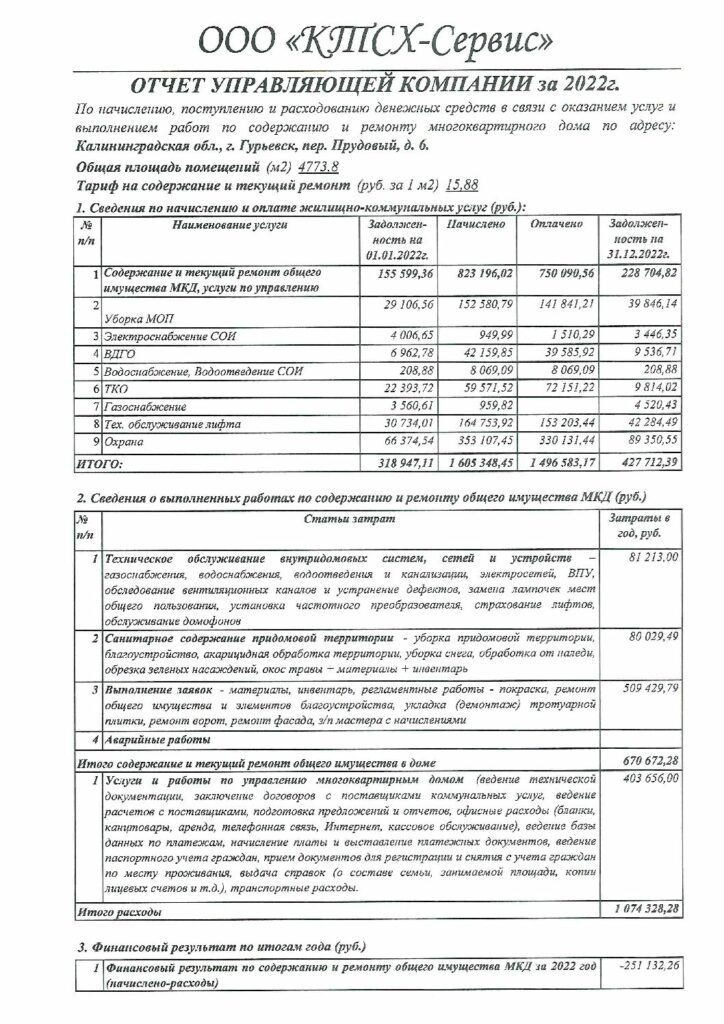 ООО «КТСХ-Сервис»
ОТЧЕТ УПРАВЛЯЮЩЕЙ КОМПАНИИ за 2022г.
По начислению, поступлению и расходованию денежных средств в связи с оказанием услуг и
выполнением работ по содержанию и ремонту многоквартирного дома по адресу:
Калининградская обл., г. Гурьевск, пер. Прудовый, д. 6.
Общая площадь помещений (м2) 4773,8
Тариф на содержание и текущий ремонт (руб. за 1 м2) 15,88
1. Сведения по начислению и оплате жилищно-коммунальных услуг (руб.):
№ Наименование услуги Задолжен- Начислено Оплачено Задолжен-
п/п ность на ность на
01.01.2022г. 31.12.2022г.
1 Содержание и текущий ремонт общего 155 599,36 823 196,02 750 090,56 228 704,82
имущества МКД, услуги по управлению
2 29 106,56 152 580,79 141 841,21 39 846,14
Уборка МОП
3 Электроснабжение СОИ 4 006,65 949,99 1 510,29 3 446,35
4 ВДГО 6 962,78 42 159,85 39 585,92 9 536,71
5 Водоснабжение, Водоотведение СОИ 208,88 8 069,09 8 069,09 208,88
6 ТКО 22 393,72 59 571,52 72 151,22 9 814,02
7 Газоснабжение 3 560,61 959,82 4 520,43
8 Тех. обслуживание лифта 30 734,01 164 753,92 153 203,44 42 284,49
9 Охрана 66 374,54 353 107,45 330 131,44 89 350,55
ИТОГО: 318 947,11 1 605 348,45 1 496 583,17 427 712,39
2. Сведения о выполненных работах по содержанию и ремонту общего имущества МКД (руб.)
№ Статьи затрат Затраты в
п/п год, руб.
1 Техническое обслуживание внутридомовых систем, сетей и устройств – 81 213,00
газоснабжения, водоснабжения, водоотведения и канализации, электросетей, ВПУ,
обследование вентиляционных каналов и устранение дефектов, замена лампочек мест
общего пользования, установка частотного преобразователя, страхование лифтов,
обслуживание домофонов
2 Санитарное содержание придомовой территории - уборка придомовой территории, 80 029,49
благоустройство, акарицидная обработка территории, уборка снега, обработка от наледи,
обрезка зеленых насаждений, окос травы + материалы + инвентарь
3 Выполнение заявок - материалы, инвентарь, регламентные работы - покраска, ремонт 509 429,79
общего имущества и элементов благоустройства, укладка (демонтаж) тротуарной
плитки, ремонт ворот, ремонт фасада, з/п мастера с начислениями
4 Аварийные работы
Итого содержание и текущий ремонт общего имущества в доме 670 672,28
1 Услуги и работы по управлению многоквартирным домом (ведение технической 403 656,00
документации, заключение договоров с поставщиками коммунальных услуг, ведение
расчетов с поставщиками, подготовка предложений и отчетов, офисные расходы (бланки,
канцтовары, аренда, телефонная связь, Интернет, кассовое обслуживание), ведение базы
данных по платежам, начисление платы и выставление платежных документов, ведение
паспортного учета граждан, прием документов для регистрации и снятия с учета граждан
по месту проживания, выдача справок (о составе семьи, занимаемой площади, копии
лицевых счетов и т.д.), транспортные расходы.
Итого расходы 1 074 328,28
3. Финансовый результат по итогам года (руб.)
1 Финансовый результат по содержанию и ремонту общего имущества МКД за 2022 год -251 132,26
(начислено-расходы)